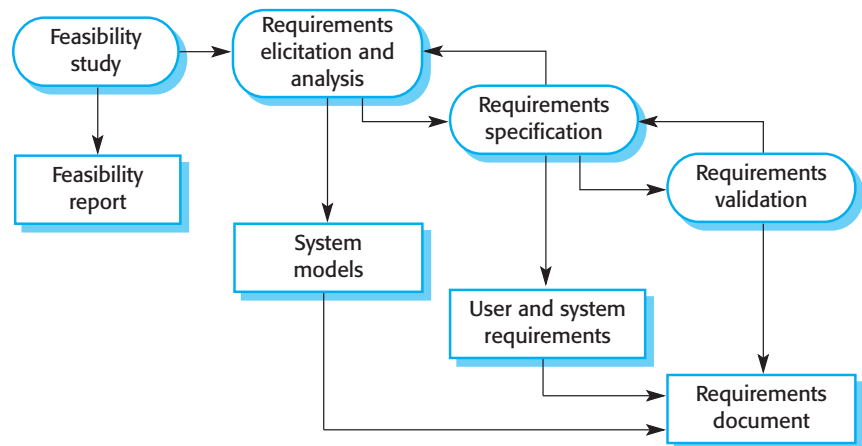 Feasibility
study
Requirements
elicitation and
analysis
Requirements
specification
Requirements
validation
Feasibility
report
System
models
User and system
requirements
Requirements
document